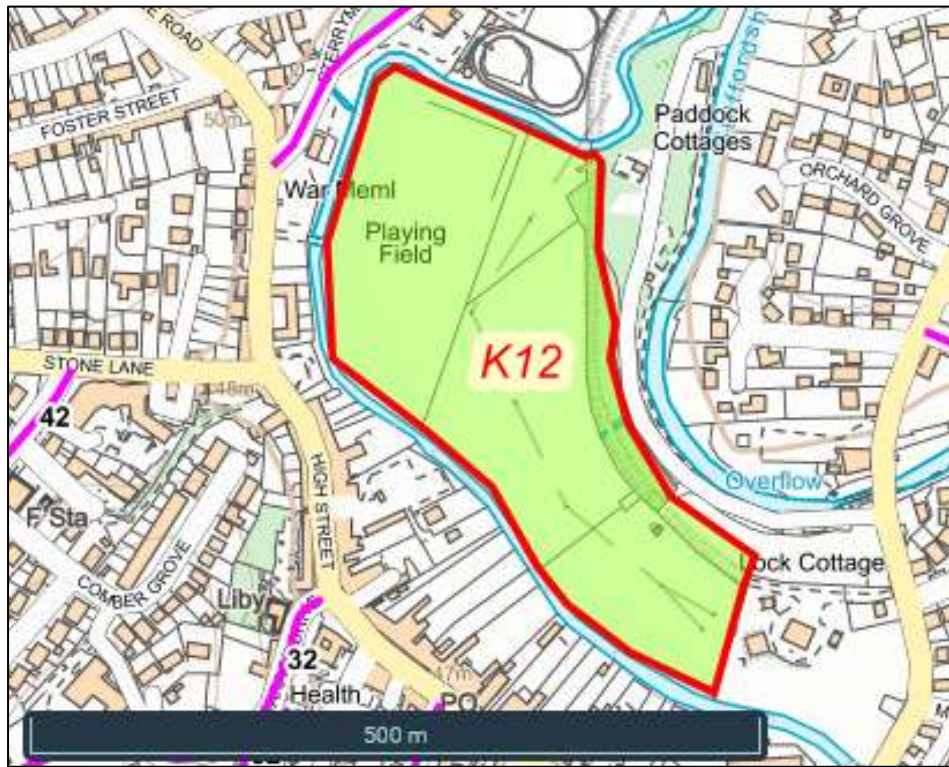 FOSTER STREET
50m
War Meml
Playing
Field
Paddock
Cottages
ORCHARD GROVE
K12
STONE LANE
48m
42
HIGH STREET
Overflow
F Sta
COMBER GROVE
Lock Cottage
Liby
32
Health
47m
PO
500 m